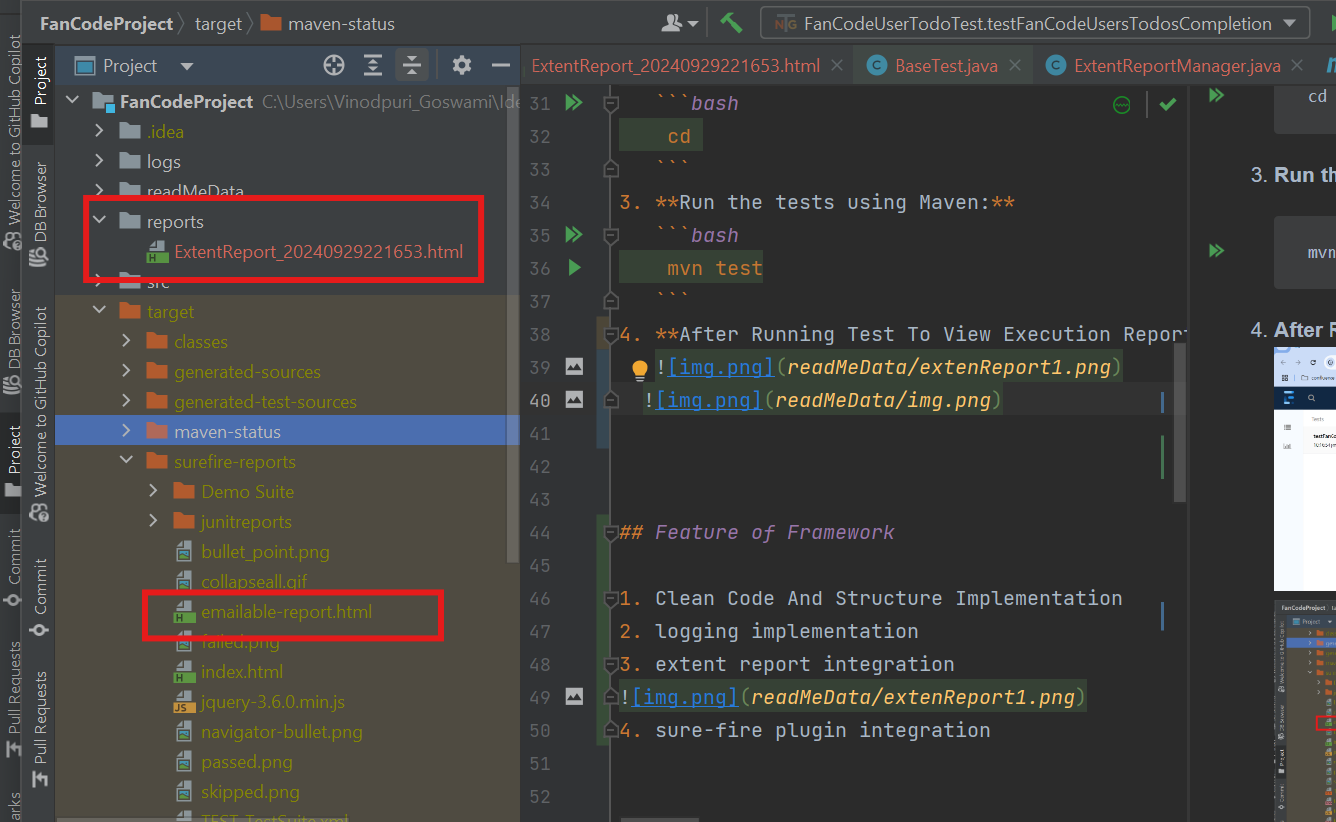 FanCodeProject
target
maven-status
FanCodeUserTodoTest.testFanCodeUsersTodosCompletion
Project
ExtentReport_20240929221653.html
BaseTest.java
ExtentReportManager.java
Welcome to GitHub Copilot
DB Browser
Project
Commit
Pull Requests
Project
DB Browser
Welcome to GitHub Copilot
Commit
Pull Requests
FanCodeProject C:\Users\Vinodpuri_Goswami\Ide
.idea
logs
readMeData
reports
ExtentReport_20240929221653.html
src
target
classes
generated-sources
generated-test-sources
maven-status
surefire-reports
Demo Suite
junitreports
bullet_point.png
collapseall.gif
emailable-report.html
failed.png
index.html
jquery-3.6.0.min.js
navigator-bullet.png
passed.png
skipped.png
TEST-TestSuite.xml
31 ```bash
32 cd
33 ```
34 3. **Run the tests using Maven:**
35 ```bash
36 mvn test
37 ```
38 4. **After Running Test To View Execution Repor
39 ![img.png](readMeData/extenReport1.png)
40 ![img.png](readMeData/img.png)
41
42
43
44 ## Feature of Framework
45
46 1. Clean Code And Structure Implementation
47 2. logging implementation
48 3. extent report integration
49 ![img.png](readMeData/extenReport1.png)
50 4. sure-fire plugin integration
51
52
cd
3. Run th
mvn
4. After R
Tests
FanCodeProject
Project